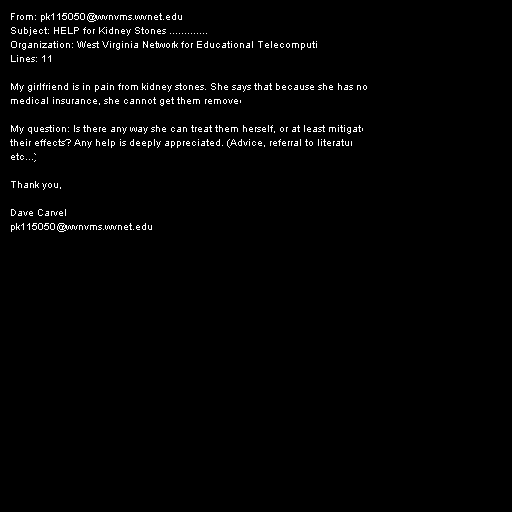 From: pk115050@wvnvms.wvnet.edu
Subject: HELP for Kidney Stones .............
Organization: West Virginia Network for Educational Telecomputi
Lines: 11
My girlfriend is in pain from kidney stones. She says that because she has no
medical insurance, she cannot get them remove
My question: Is there any way she can treat them herself, or at least mitigat
their effects? Any help is deeply appreciated. (Advice, referral to literatu
etc...)
Thank you,
Dave Carvel
pk115050@wvnvms.wvnet.edu